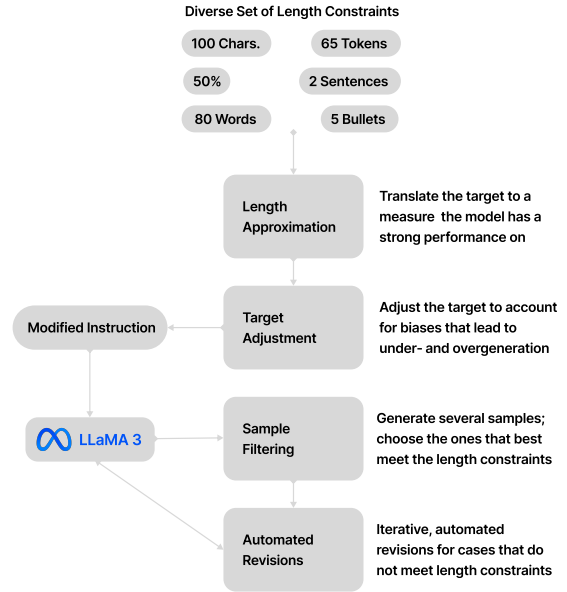 Diverse Set of Length Constraints
100 Chars.
65 Tokens
50%
2 Sentences
80 Words
5 Bullets
Length
Approximation
Translate the target to a
measure the model has a
strong performance on
Target
Adjustment
Adjust the target to account
for biases that lead to
under- and overgeneration
Modified Instruction
LLaMA 3
Sample
Filtering
Generate several samples;
choose the ones that best
meet the length constraints
Automated
Revisions
Iterative, automated
revisions for cases that do
not meet length constraints